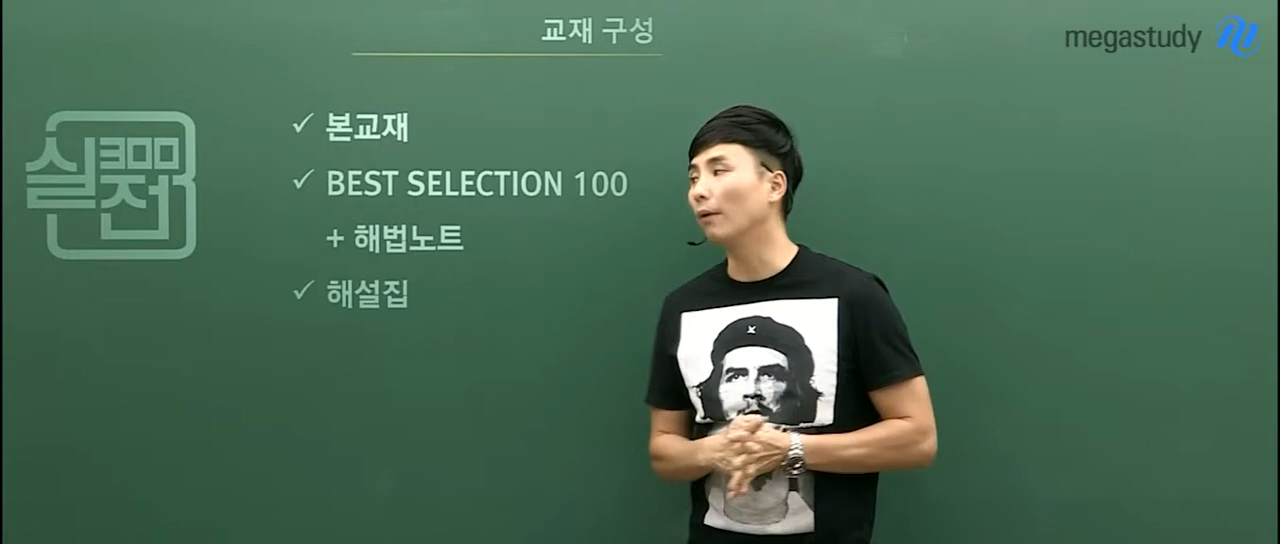 교재 구성
megastudy
실전 300
✓ 본교재
✓ BEST SELECTION 100
+ 해법노트
✓ 해설집